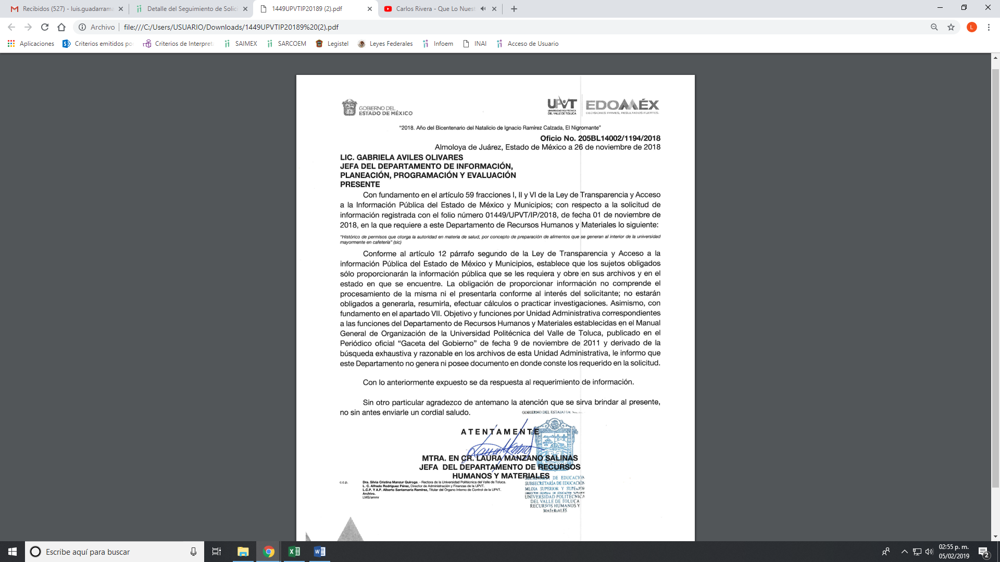 Recibidos (527) - luis.guadarrama
Detalle del Seguimiento de Solici
1449UPVTIP20189 (2).pdf
Carlos Rivera - Que Lo Nuest
Archivo
file:///C:/Users/USUARIO/Downloads/1449UPVTIP20189%20(2).pdf
L
Aplicaciones
Criterios emitidos po
Criterios de Interpret
SAIMEX
SARCOEM
Legistel
Leyes Federales
Infoem
INAI
Acceso de Usuario
GOBIERNO DEL
ESTADO DE MÉXICO
UPVT
UNIVERSIDAD POLITÉCNICA
DEL VALLE DE TOLUCA
EDOMÉX
DECISIONES FIRMES, RESULTADOS FUERTES.
“2018. Año del Bicentenario del Natalicio de Ignacio Ramírez Calzada, El Nigromante”
Oficio No. 205BL14002/1194/2018
Almoloya de Juárez, Estado de México a 26 de noviembre de 2018
LIC. GABRIELA AVILES OLIVARES
JEFA DEL DEPARTAMENTO DE INFORMACIÓN,
PLANEACIÓN, PROGRAMACIÓN Y EVALUACIÓN
PRESENTE
Con fundamento en el artículo 59 fracciones I, II y VI de la Ley de Transparencia y Acceso
a la Información Pública del Estado de México y Municipios; con respecto a la solicitud de
información registrada con el folio número 01449/UPVT/IP/2018, de fecha 01 de noviembre de
2018, en la que requiere a este Departamento de Recursos Humanos y Materiales lo siguiente:
“Histórico de permisos que otorga la autoridad en materia de salud, por concepto de preparación de alimentos que se generan al interior de la universidad
mayormente en cafetería” (sic)
Conforme al artículo 12 párrafo segundo de la Ley de Transparencia y Acceso a la
información Pública del Estado de México y Municipios, establece que los sujetos obligados
sólo proporcionarán la información pública que se les requiera y obre en sus archivos y en el
estado en que se encuentre. La obligación de proporcionar información no comprende el
procesamiento de la misma ni el presentarla conforme al interés del solicitante; no estarán
obligados a generarla, resumirla, efectuar cálculos o practicar investigaciones. Asimismo, con
fundamento en el apartado VII. Objetivo y funciones por Unidad Administrativa correspondientes
a las funciones del Departamento de Recursos Humanos y Materiales establecidas en el Manual
General de Organización de la Universidad Politécnica del Valle de Toluca, publicado en el
Periódico oficial “Gaceta del Gobierno” de fecha 9 de noviembre de 2011 y derivado de la
búsqueda exhaustiva y razonable en los archivos de esta Unidad Administrativa, le informo que
este Departamento no genera ni posee documento en donde conste los requerido en la solicitud.
Con lo anteriormente expuesto se da respuesta al requerimiento de información.
Sin otro particular agradezco de antemano la atención que se sirva brindar al presente,
no sin antes enviarle un cordial saludo.
GOBIERNO DEL ESTADO DE
ATENTAMENTE
MTRA. EN CR. LAURA MANZANO SALINAS
JEFA DEL DEPARTAMENTO DE RECURSOS
HUMANOS Y MATERIALES
SECRETARÍA DE EDUCACIÓN
SUBSECRETARÍA DE EDUCACIÓN
MEDIA SUPERIOR Y SUPERIOR
DIRECCIÓN GENERAL DE EDUCACIÓN SUPERIOR
UNIVERSIDAD POLITÉCNICA
DEL VALLE DE TOLUCA
RECURSOS HUMANOS Y
MATERIALES
c.c.p. Dra. Silvia Cristina Manzur Quiroga. - Rectora de la Universidad Politécnica del Valle de Toluca.
L. C. Alfredo Rodríguez Pérez, Director de Administración y Finanzas de la UPVT.
L.C.P. Y A.P. Alberto Santamaría Ramírez, Titular del Órgano Interno de Control de la UPVT.
Archivo.
LMS/ammr
Escribe aquí para buscar
02:55 p. m.
05/02/2019
2